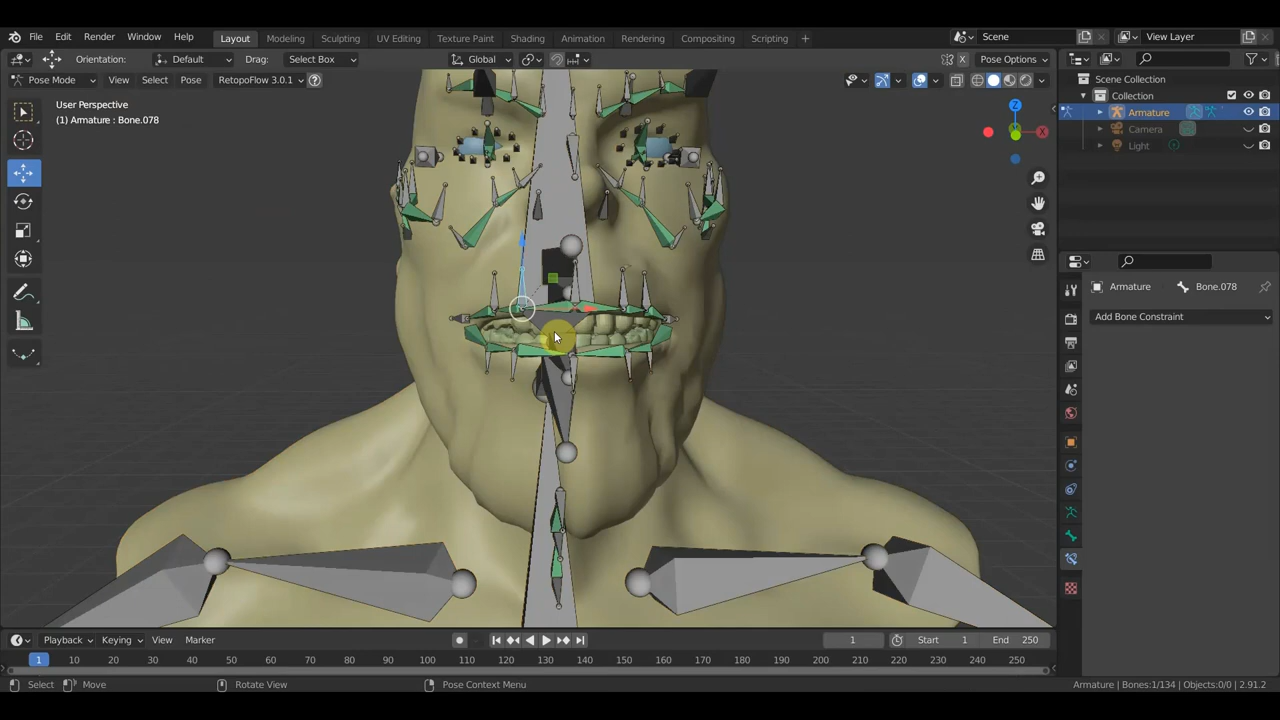 File Edit Render Window Help Layout Modeling Sculpting UV Editing Texture Paint Shading Animation Rendering Compositing Scripting + Scene View Layer
Orientation: Default Drag: Select Box Global Pose Options
Pose Mode View Select Pose RetopoFlow 3.0.1
Scene Collection
Collection
Armature
Camera
Light
User Perspective
(1) Armature : Bone.078
Z
X
Armature Bone.078
Add Bone Constraint
Playback Keying View Marker 1 Start 1 End 250
1 10 20 30 40 50 60 70 80 90 100 110 120 130 140 150 160 170 180 190 200 210 220 230 240 250
Select Move Rotate View Pose Context Menu Armature | Bones:1/134 | Objects:0/0 | 2.91.2